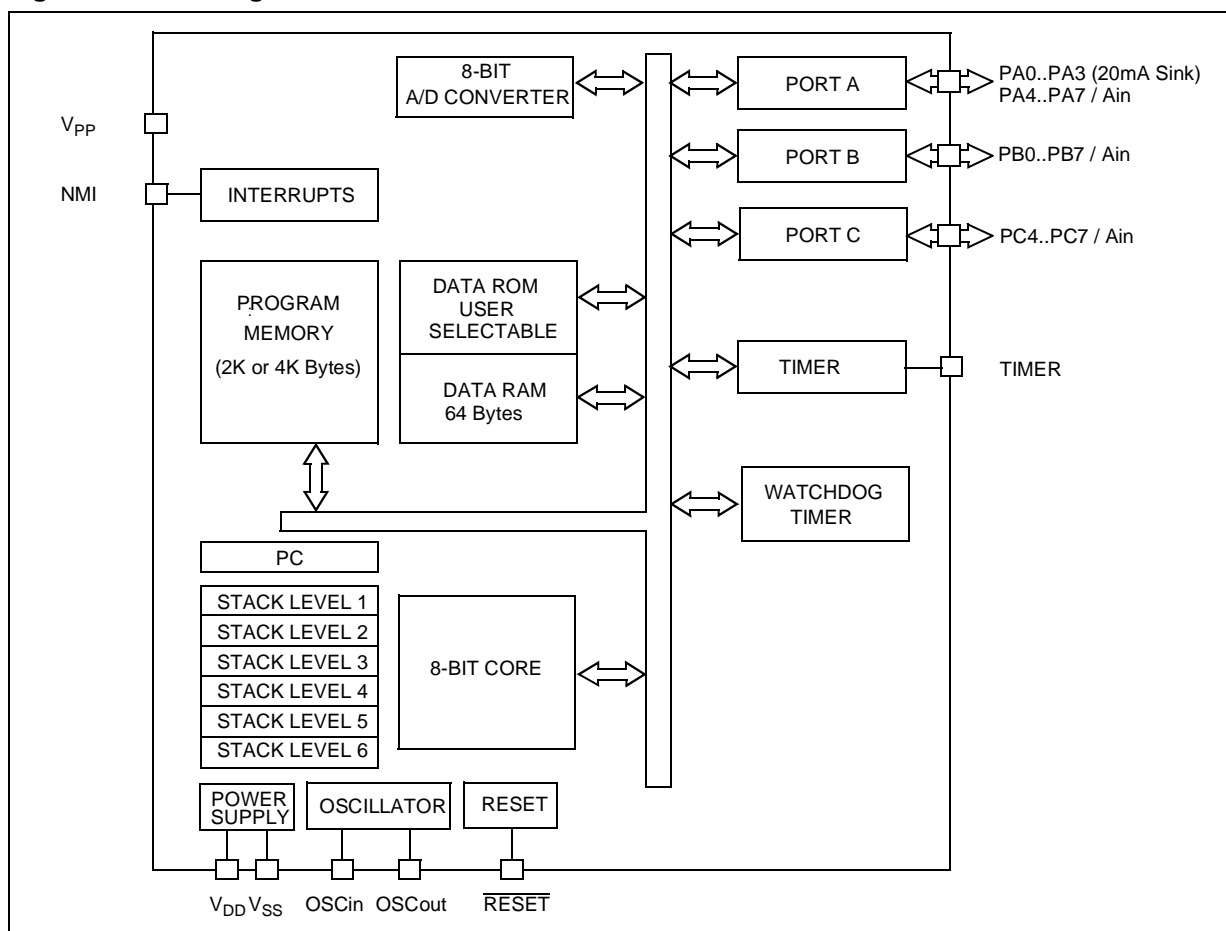 8-BIT
A/D CONVERTER
PORT A
PA0..PA3 (20mA Sink)
PA4..PA7 / Ain
VPP
PORT B
PB0..PB7 / Ain
NMI
INTERRUPTS
PORT C
PC4..PC7 / Ain
PROGRAM
MEMORY
(2K or 4K Bytes)
DATA ROM
USER
SELECTABLE
DATA RAM
64 Bytes
TIMER
TIMER
WATCHDOG
TIMER
PC
STACK LEVEL 1
STACK LEVEL 2
STACK LEVEL 3
STACK LEVEL 4
STACK LEVEL 5
STACK LEVEL 6
8-BIT CORE
POWER
SUPPLY
OSCILLATOR
RESET
VDD VSS OSCin OSCout RESET